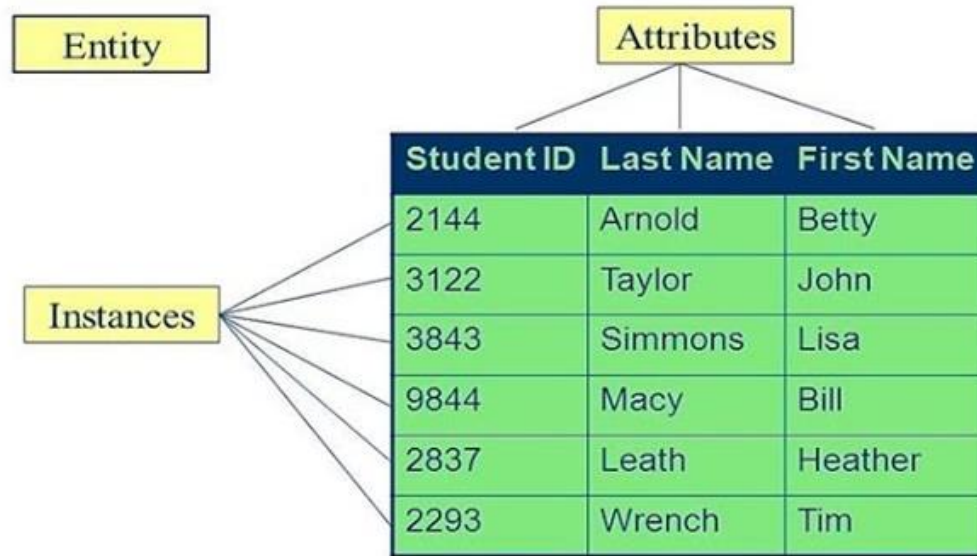 Entity
Attributes
Student ID Last Name First Name
2144 Arnold Betty
3122 Taylor John
Instances
3843 Simmons Lisa
9844 Macy Bill
2837 Leath Heather
2293 Wrench Tim